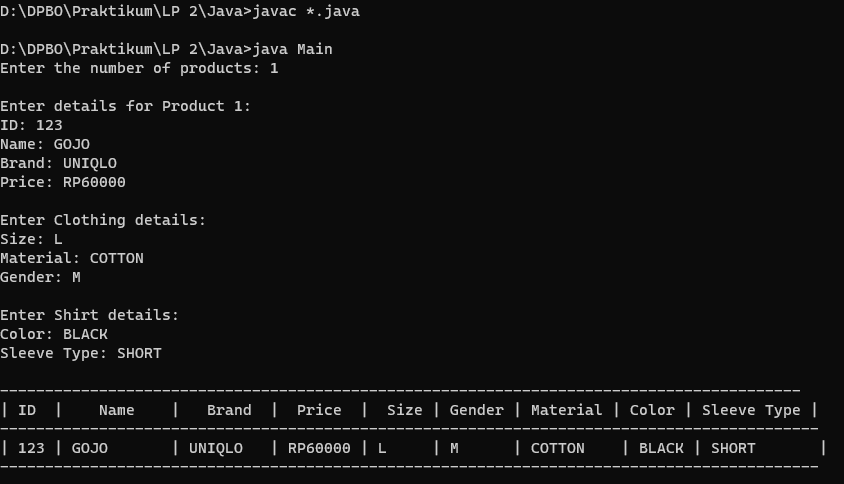 D:\DPBO\Praktikum\LP 2\Java>javac *.java
D:\DPBO\Praktikum\LP 2\Java>java Main
Enter the number of products: 1
Enter details for Product 1:
ID: 123
Name: GOJO
Brand: UNIQLO
Price: RP60000
Enter Clothing details:
Size: L
Material: COTTON
Gender: M
Enter Shirt details:
Color: BLACK
Sleeve Type: SHORT
-----------------------------------------------------------------------------------------
| ID  |    Name    |   Brand  |  Price  |  Size | Gender | Material | Color | Sleeve Type |
-------------------------------------------------------------------------------------------
| 123 | GOJO       | UNIQLO   | RP60000 | L     | M      | COTTON    | BLACK | SHORT       |
-------------------------------------------------------------------------------------------